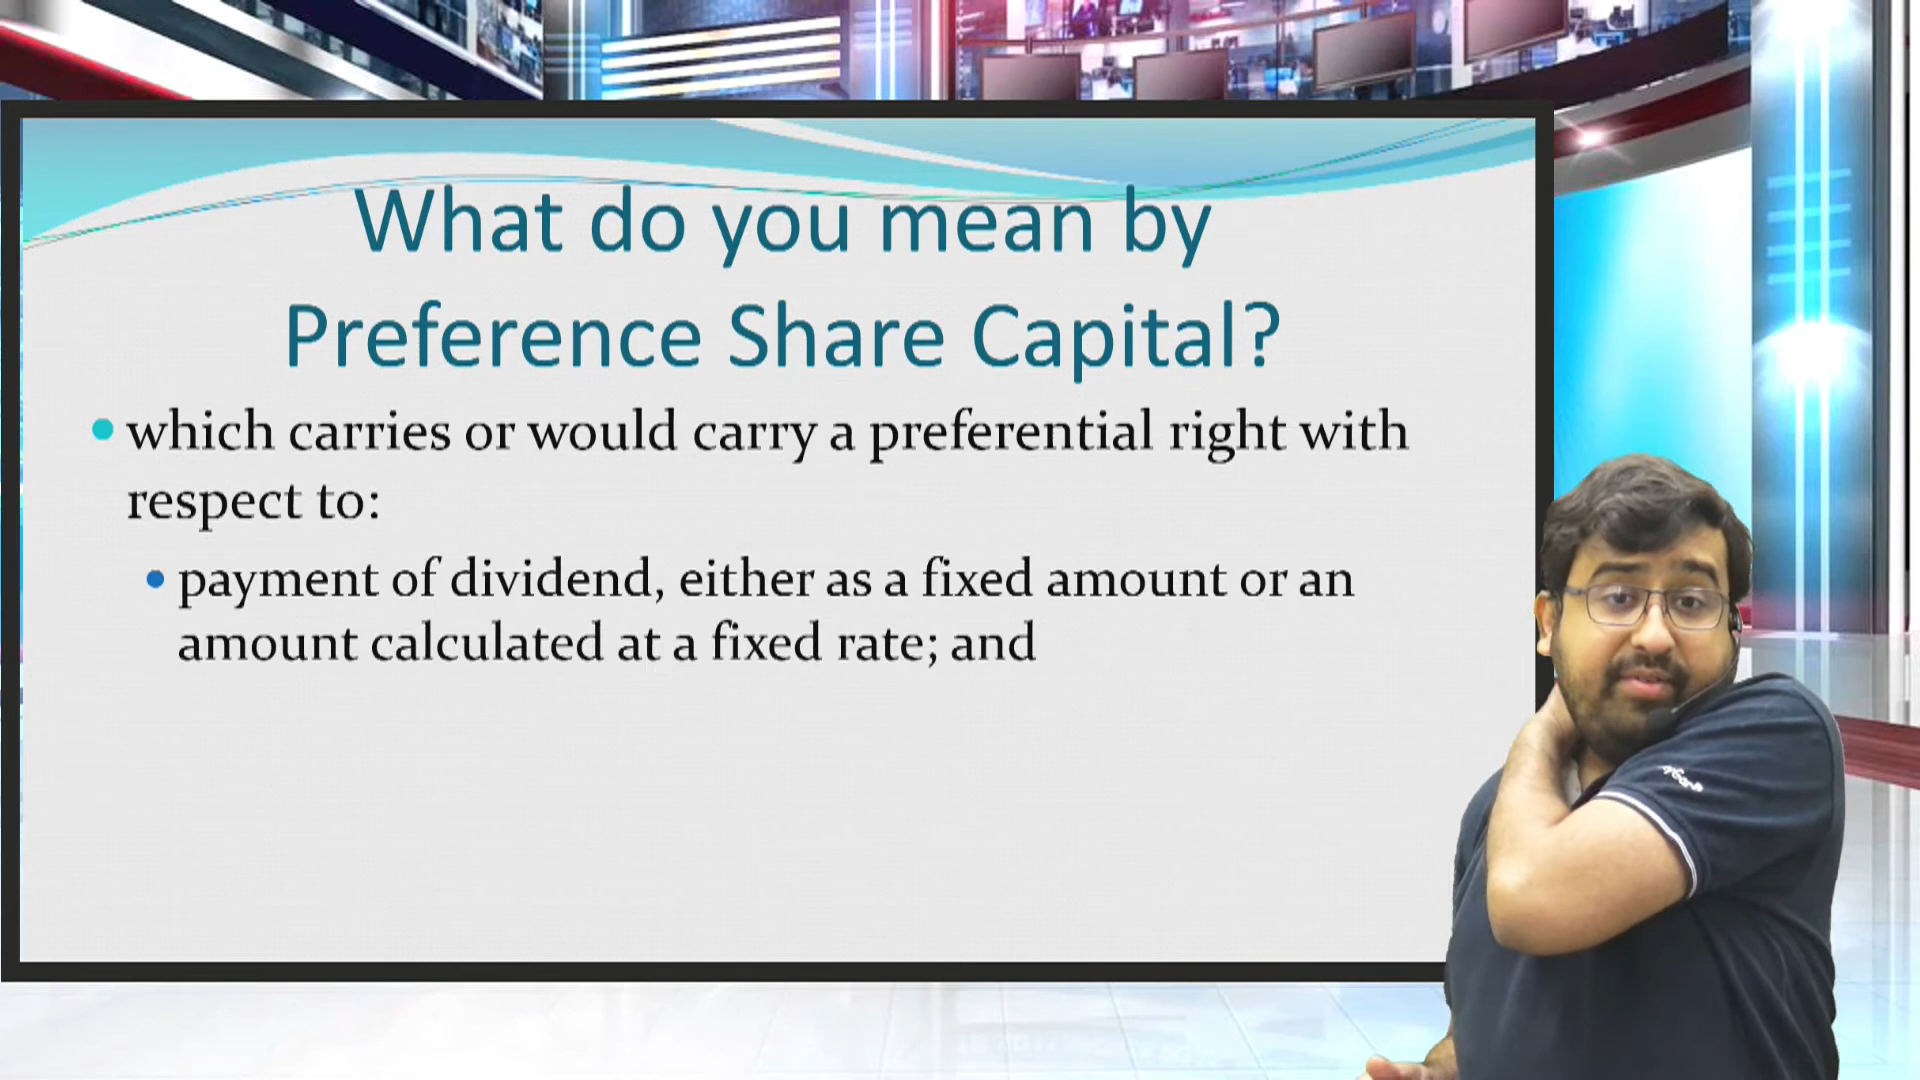 What do you mean by
Preference Share Capital?
which carries or would carry a preferential right with
respect to:
payment of dividend, either as a fixed amount or an
amount calculated at a fixed rate; and